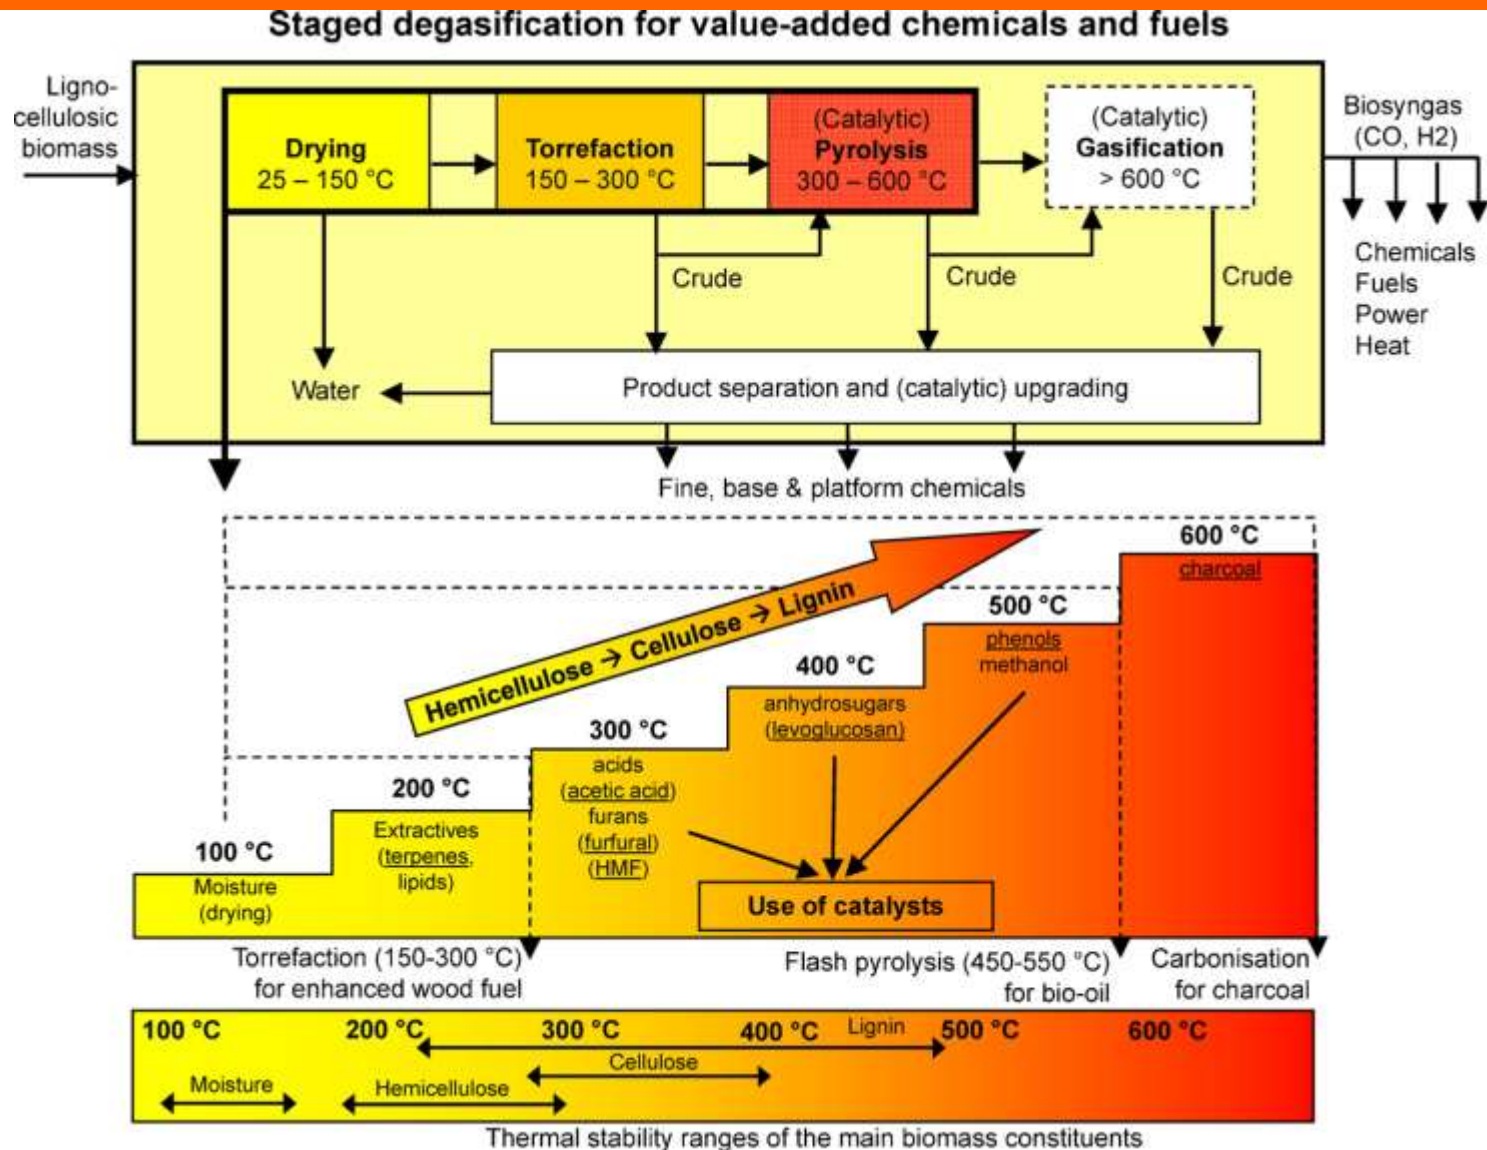 Staged degasification for value-added chemicals and fuels
Ligno-
cellulosic
biomass
Drying
25 – 150 °C
Torrefaction
150 – 300 °C
(Catalytic)
Pyrolysis
300 – 600 °C
(Catalytic)
Gasification
> 600 °C
Biosyngas
(CO, H2)
Chemicals
Fuels
Power
Heat
Crude
Crude
Crude
Water
Product separation and (catalytic) upgrading
Fine, base & platform chemicals
Hemicellulose → Cellulose → Lignin
600 °C
charcoal
500 °C
phenols
methanol
400 °C
anhydrosugars
(levoglucosan)
300 °C
acids
(acetic acid)
furans
(furfural)
(HMF)
200 °C
Extractives
(terpenes,
lipids)
100 °C
Moisture
(drying)
Use of catalysts
Torrefaction (150-300 °C)
for enhanced wood fuel
Flash pyrolysis (450-550 °C)
for bio-oil
Carbonisation
for charcoal
100 °C 200 °C 300 °C 400 °C Lignin 500 °C 600 °C
Cellulose
Moisture
Hemicellulose
Thermal stability ranges of the main biomass constituents